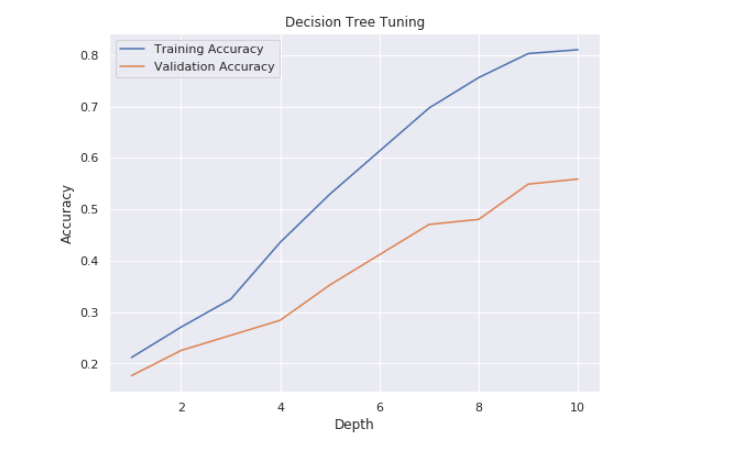 Decision Tree Tuning
Training Accuracy
Validation Accuracy
0.8
0.7
0.6
0.5
0.4
0.3
0.2
Accuracy
2 4 6 8 10
Depth